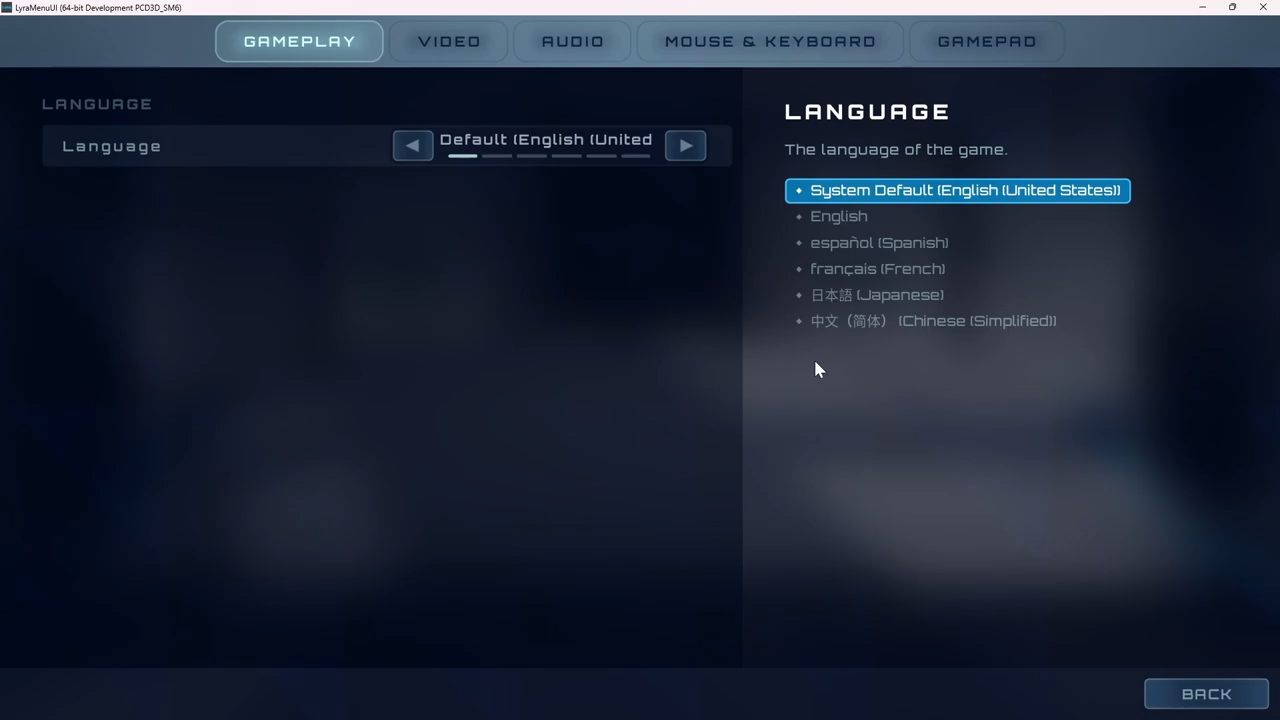 LyraMenuUI (64-bit Development PCD3D_SM6)
GAMEPLAY VIDEO AUDIO MOUSE & KEYBOARD GAMEPAD
LANGUAGE
Language Default (English (United
LANGUAGE
The language of the game.
System Default (English (United States))
English
español (Spanish)
français (French)
日本語 (Japanese)
中文（简体） (Chinese (Simplified))
BACK